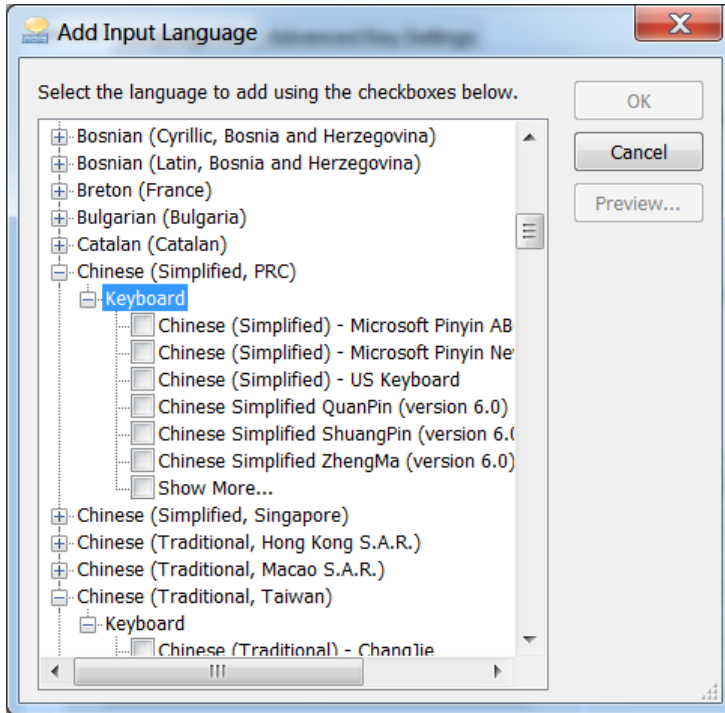 Add Input Language
Select the language to add using the checkboxes below.
OK
Cancel
Preview...
Bosnian (Cyrillic, Bosnia and Herzegovina)
Bosnian (Latin, Bosnia and Herzegovina)
Breton (France)
Bulgarian (Bulgaria)
Catalan (Catalan)
Chinese (Simplified, PRC)
Keyboard
Chinese (Simplified) - Microsoft Pinyin AB
Chinese (Simplified) - Microsoft Pinyin Ne
Chinese (Simplified) - US Keyboard
Chinese Simplified QuanPin (version 6.0)
Chinese Simplified ShuangPin (version 6.
Chinese Simplified ZhengMa (version 6.0)
Show More...
Chinese (Simplified, Singapore)
Chinese (Traditional, Hong Kong S.A.R.)
Chinese (Traditional, Macao S.A.R.)
Chinese (Traditional, Taiwan)
Keyboard
Chinese (Traditional) - ChangJie